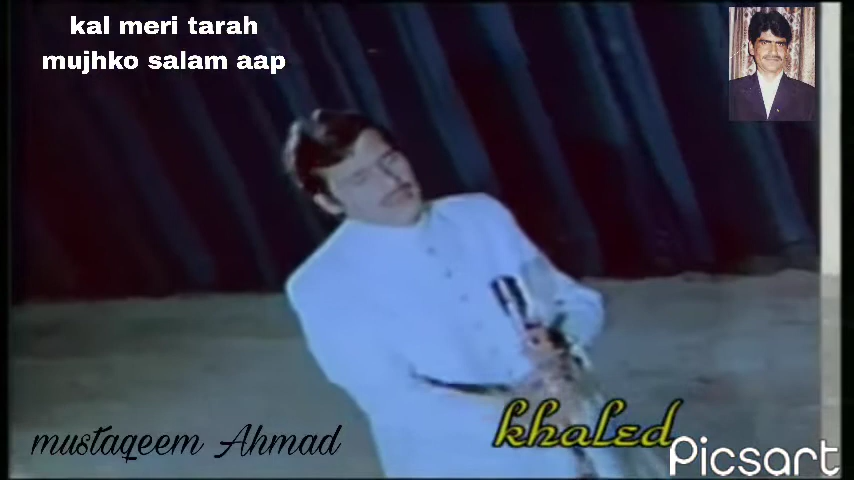 kal meri tarah
mujhko salam aap
mustaqeem Ahmad
khaled
Picsart